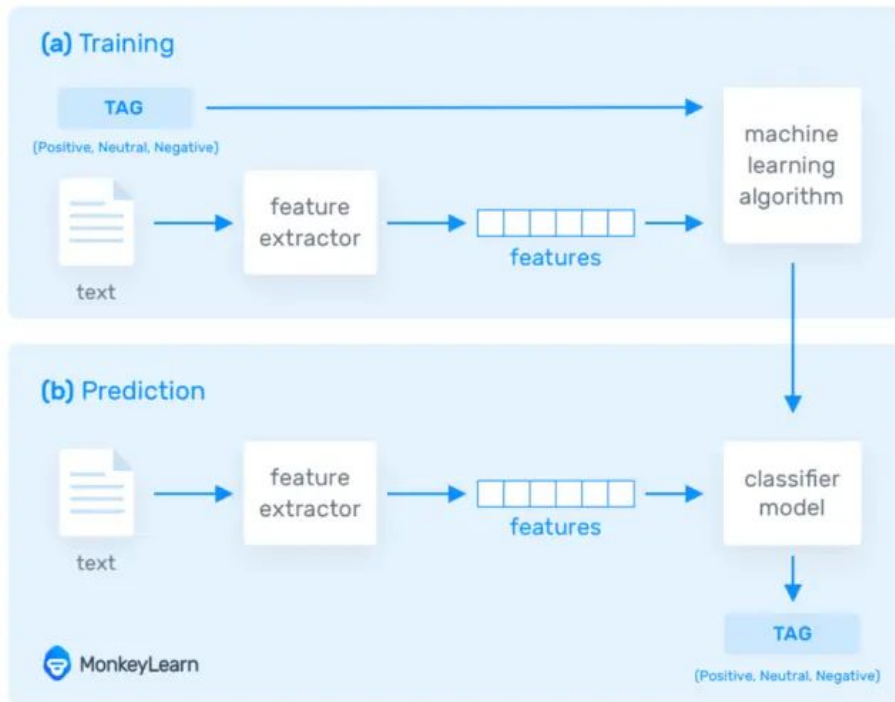 (a) Training
TAG
(Positive, Neutral, Negative)
machine
learning
algorithm
feature
extractor
features
text
(b) Prediction
feature
extractor
classifier
model
features
text
TAG
(Positive, Neutral, Negative)
MonkeyLearn